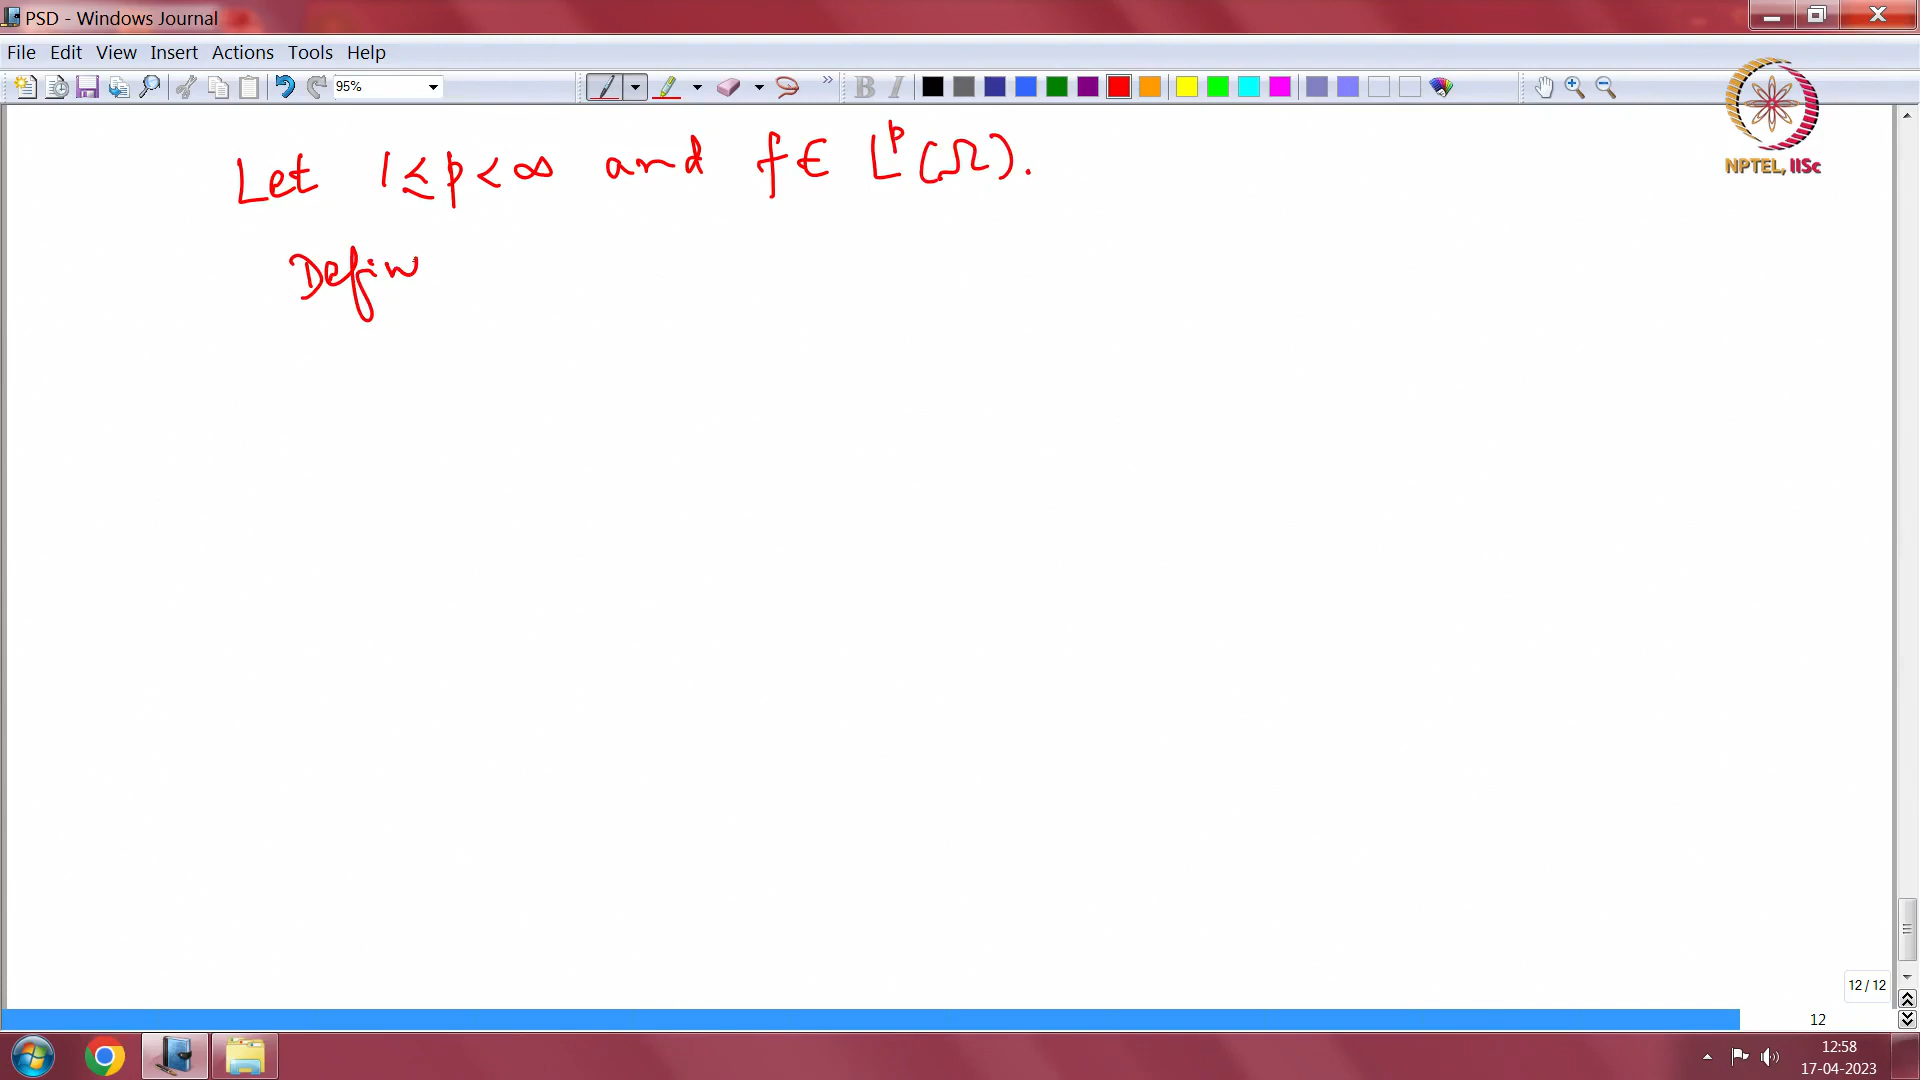 PSD - Windows Journal
File Edit View Insert Actions Tools Help
95%
NPTEL, IISc
Let 1 ≤ p < ∞ and f ∈ L^p(Ω).
Defin
12 / 12
12
12:58
17-04-2023